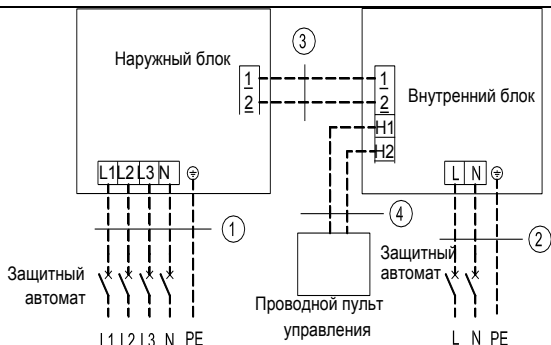 Наружный блок
3
1
2
1
2
H1
H2
Внутренний блок
L1 L2 L3 N
L N
1
4
2
Защитный
автомат
Защитный
автомат
Проводной пульт
управления
L1 L2 L3 N PE
L N PE